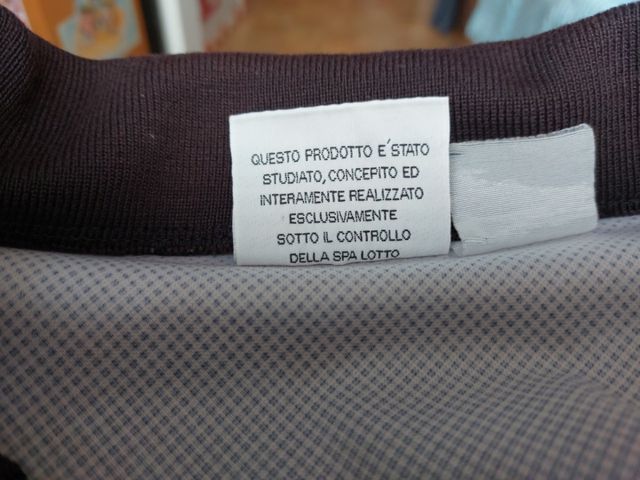 QUESTO PRODOTTO E´STATO
STUDIATO, CONCEPITO ED
INTERAMENTE REALIZZATO
ESCLUSIVAMENTE
SOTTO IL CONTROLLO
DELLA SPA LOTTO